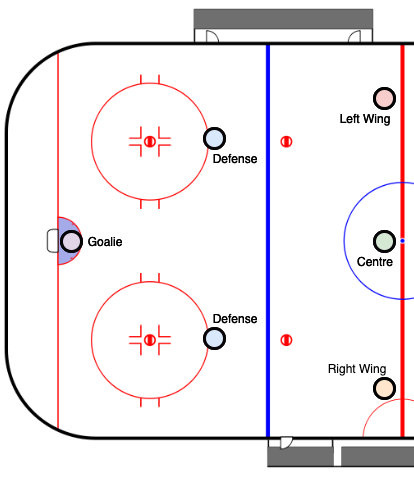 Left Wing
Defense
Goalie
Centre
Defense
Right Wing